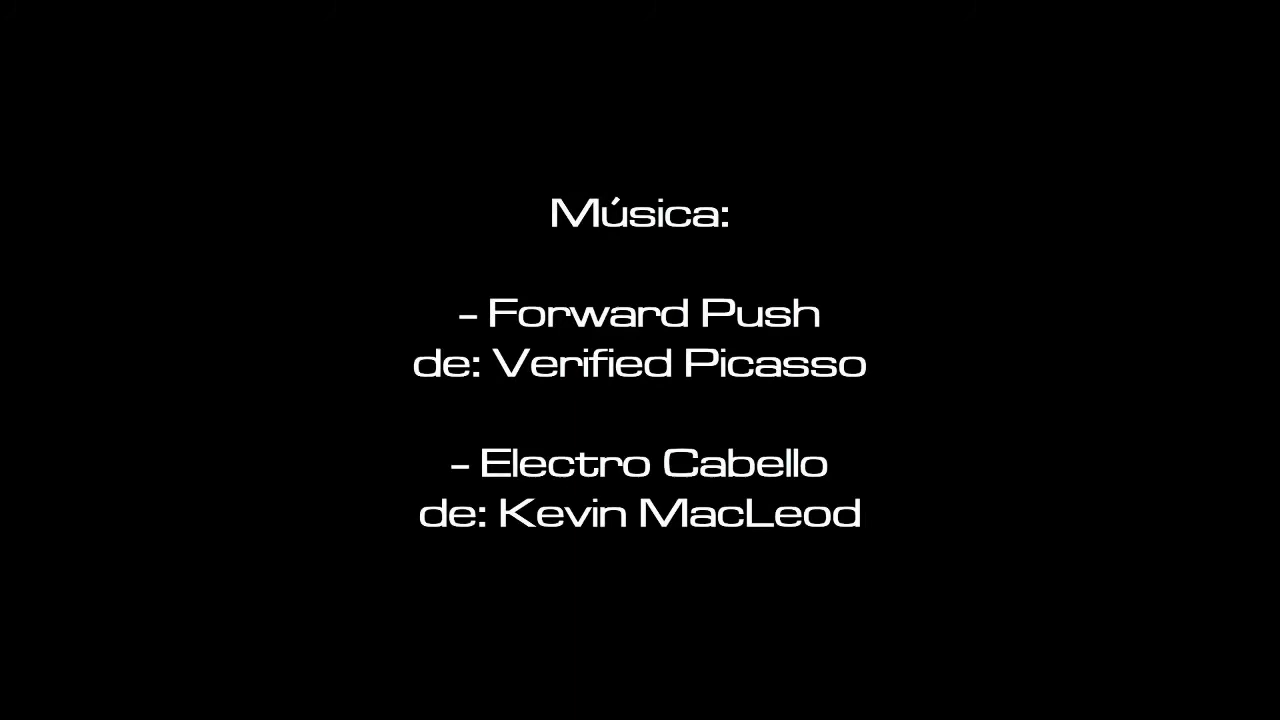 Música:
- Forward Push
de: Verified Picasso
- Electro Cabello
de: Kevin MacLeod